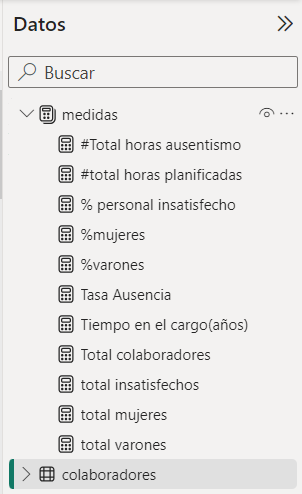 Datos
Buscar
medidas
#Total horas ausentismo
#total horas planificadas
% personal insatisfecho
%mujeres
%varones
Tasa Ausencia
Tiempo en el cargo(años)
Total colaboradores
total insatisfechos
total mujeres
total varones
colaboradores